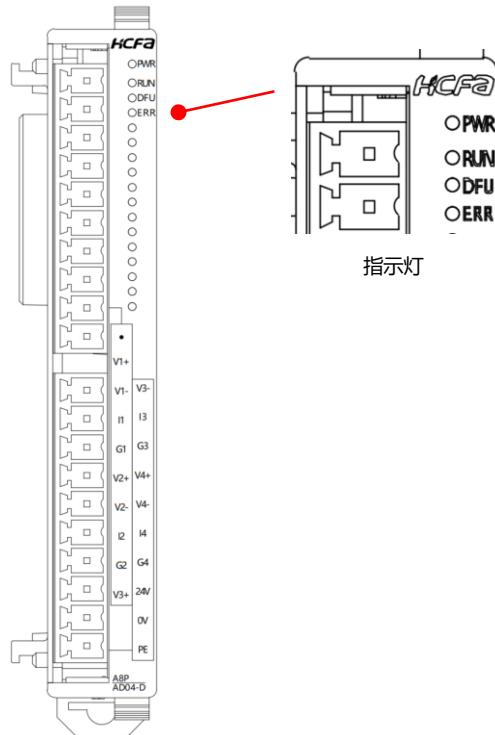 HCFa
PWR
RUN
DFU
ERR
•
V1+
V1- V3-
I1 I3
G1 G3
V2+ V4+
V2- V4-
I2 I4
G2 G4
V3+ 24V
0V
PE
A8P
AD04-D
HCFa
PWR
RUN
DFU
ERR
指示灯